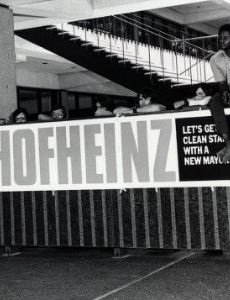 HOFHEINZ
LET'S GET
CLEAN STA
WITH A
NEW MAYO